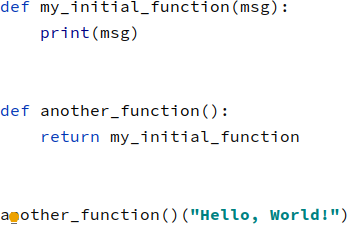 def my_initial_function(msg):
    print(msg)
def another_function():
    return my_initial_function
another_function()("Hello, World!")